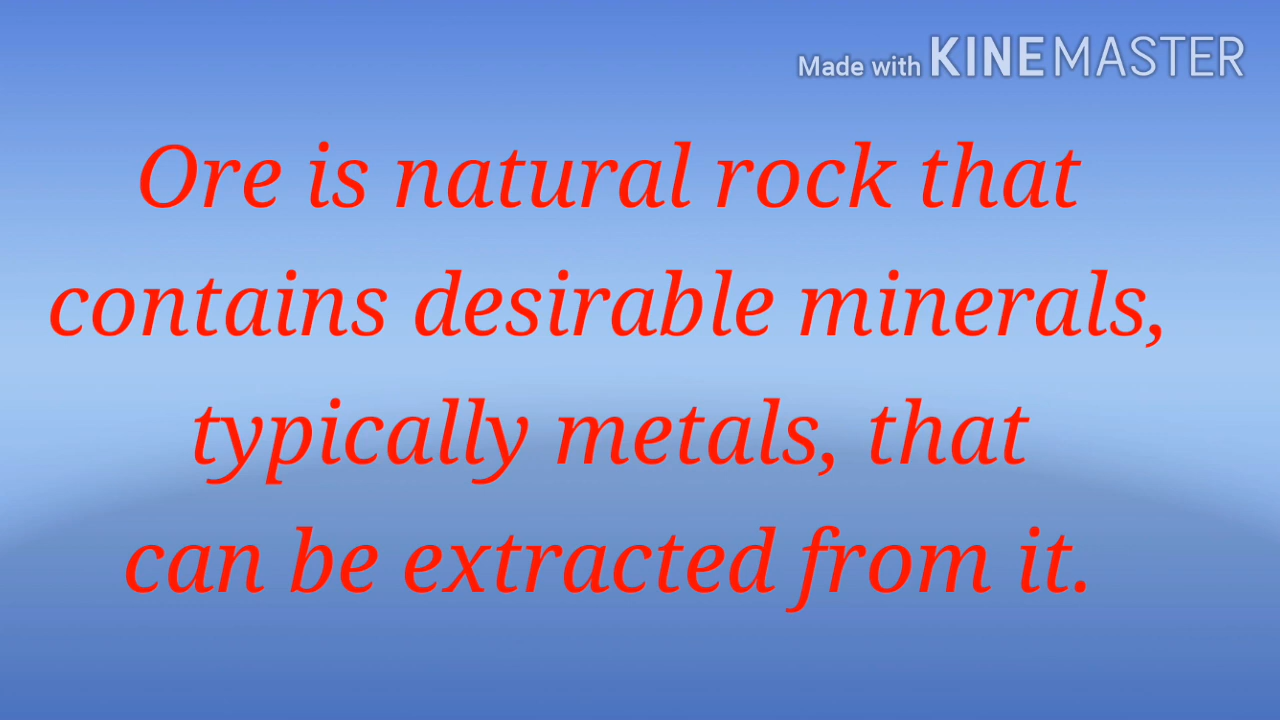 Made with KINEMASTER
Ore is natural rock that
contains desirable minerals,
typically metals, that
can be extracted from it.